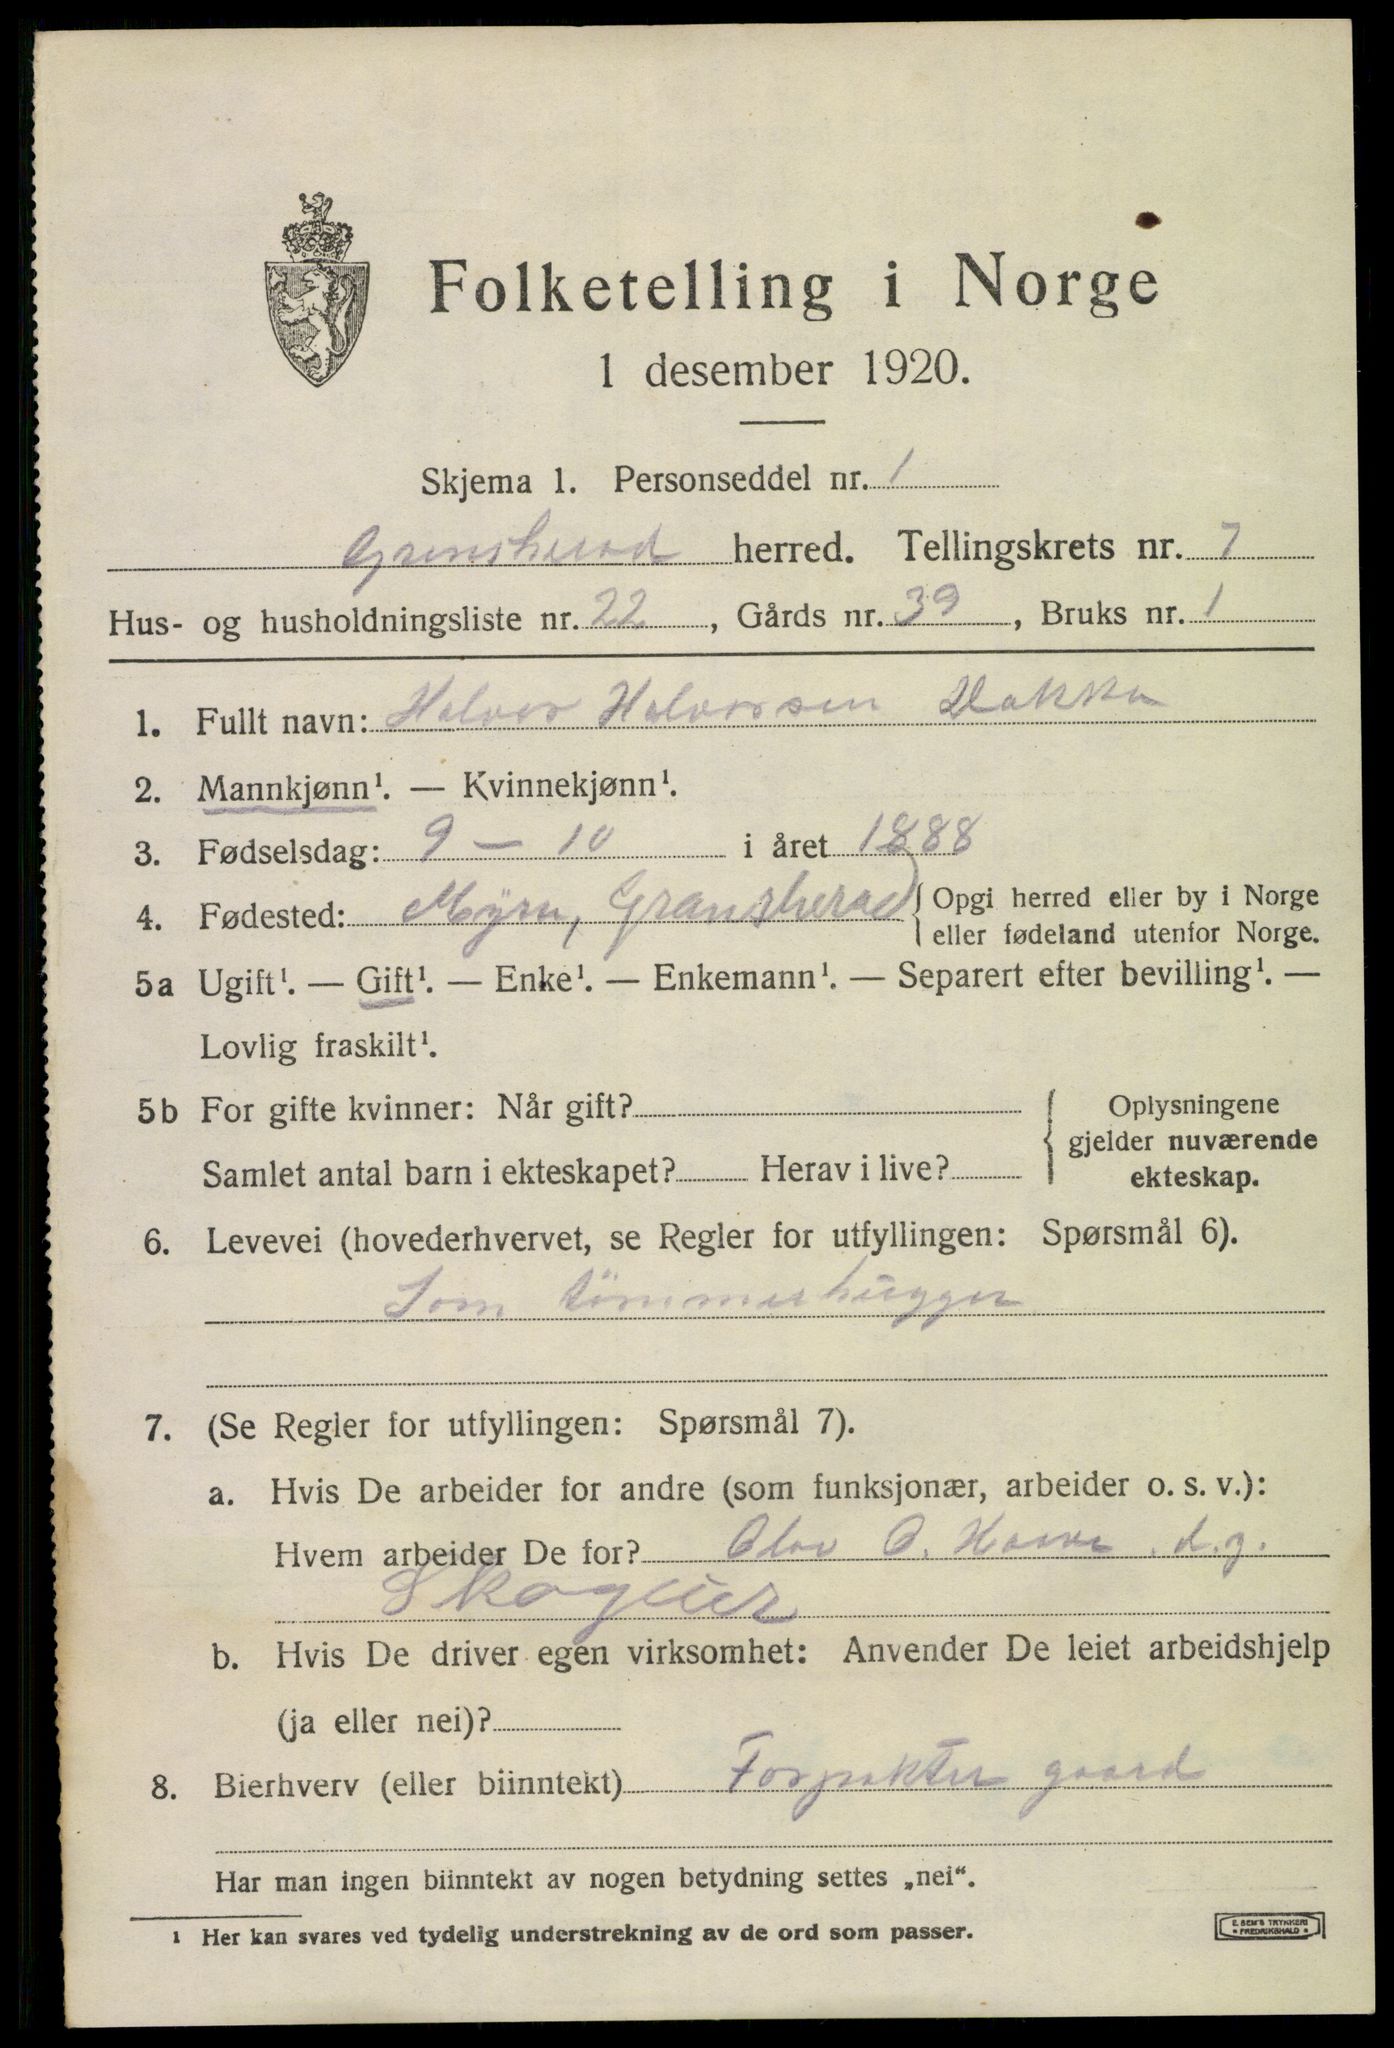 Folketelling i Norge
1 desember 1920.
Skjema 1. Personseddel nr. 1
Gransherad herred. Tellingskrets nr. 7
Hus- og husholdningsliste nr. 22, Gårds nr. 39, Bruks nr. 1
1. Fullt navn: Halvor Halvorsen
2. Mannkjønn¹. — Kvinnekjønn¹.
3. Fødselsdag: 9 – 10 i året 1888
4. Fødested: Gransherad { Opgi herred eller by i Norge
eller fødeland utenfor Norge.
5a Ugift¹. — Gift¹. — Enke¹. — Enkemann¹. — Separert efter bevilling¹. —
Lovlig fraskilt¹.
5b For gifte kvinner: Når gift?
Samlet antal barn i ekteskapet? Herav i live?
{ Oplysningene
gjelder nuværende
ekteskap.
6. Levevei (hovederhvervet, se Regler for utfyllingen: Spørsmål 6).
Som tömmerhugger
7. (Se Regler for utfyllingen: Spørsmål 7).
a. Hvis De arbeider for andre (som funksjonær, arbeider o. s. v.):
Hvem arbeider De for? Olav O.
Skogeier
b. Hvis De driver egen virksomhet: Anvender De leiet arbeidshjelp
(ja eller nei)?
8. Bierhverv (eller biinntekt) Forpakter gaard
Har man ingen biinntekt av nogen betydning settes „nei“.
¹ Her kan svares ved tydelig understrekning av de ord som passer.
E. SEM'S TRYKKERI
FREDRIKSHALD